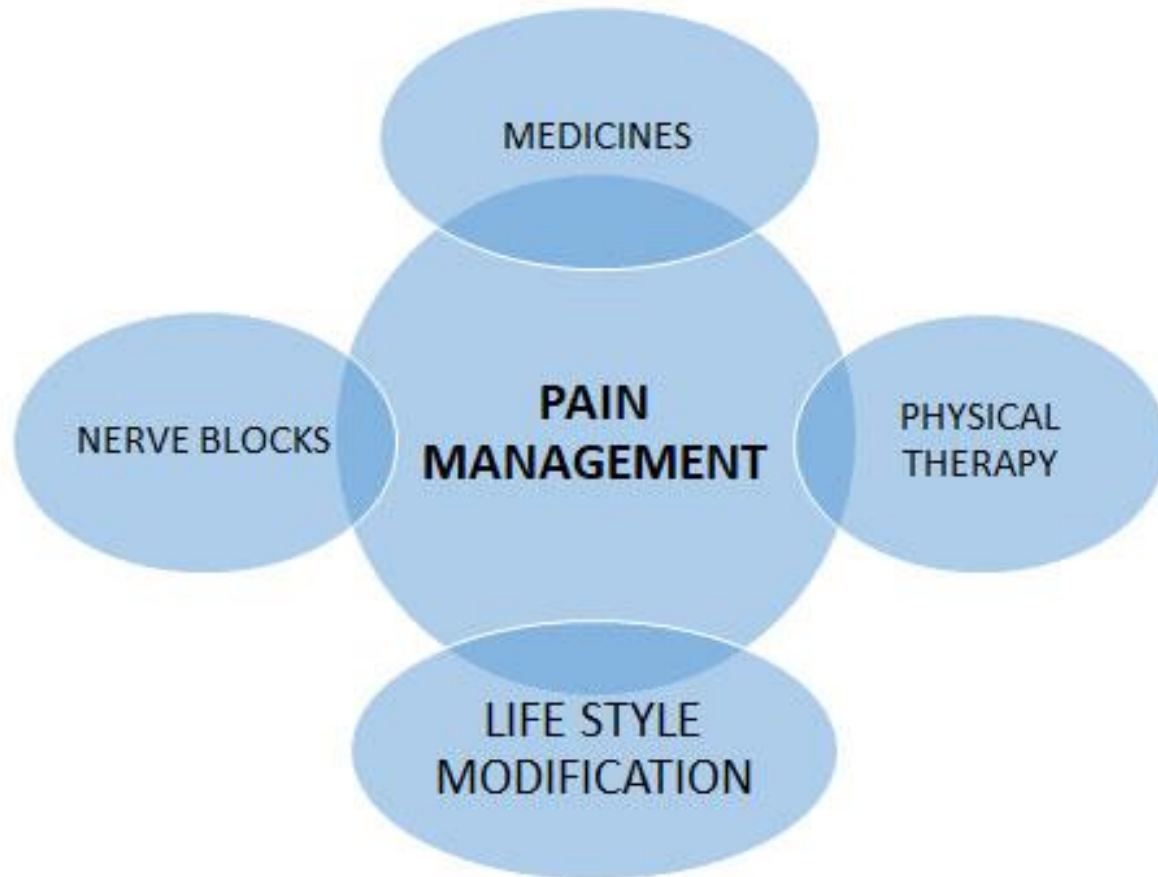 MEDICINES
NERVE BLOCKS
PAIN
MANAGEMENT
PHYSICAL
THERAPY
LIFE STYLE
MODIFICATION